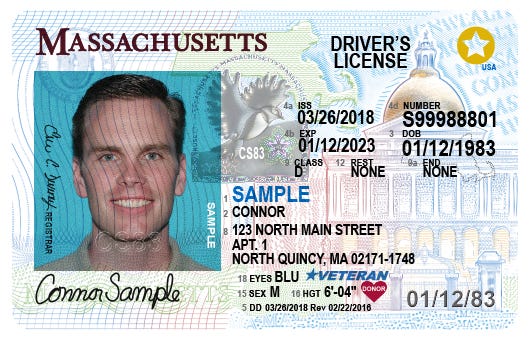 MASSACHUSETTS
DRIVER'S
LICENSE
USA
4a ISS
03/26/2018
4d NUMBER
S99988801
4b EXP
01/12/2023
3 DOB
01/12/1983
9 CLASS
D
12 REST
NONE
9a END
NONE
CS83
1 SAMPLE
2 CONNOR
8 123 NORTH MAIN STREET
APT. 1
NORTH QUINCY, MA 02171-1748
18 EYES BLU
VETERAN
15 SEX M
16 HGT 6'-04"
DONOR
01/12/83
5 DD 03/26/2018 Rev 02/22/2016
REGISTRAR
SAMPLE
Connor Sample